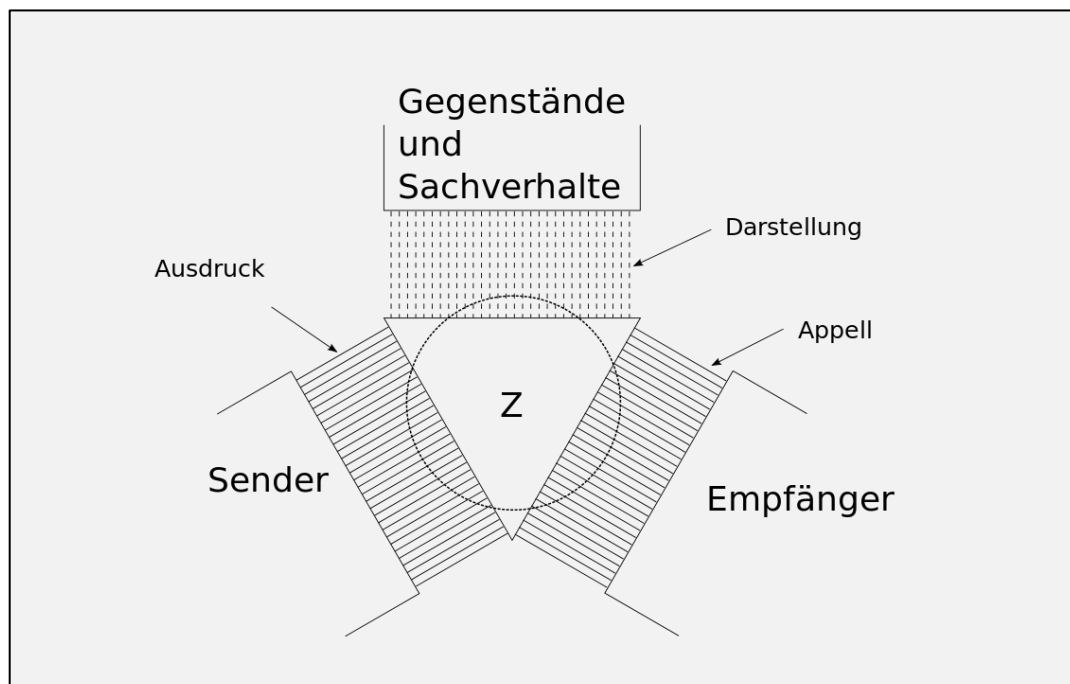 Gegenstände
und
Sachverhalte
Darstellung
Ausdruck
Appell
Z
Sender
Empfänger